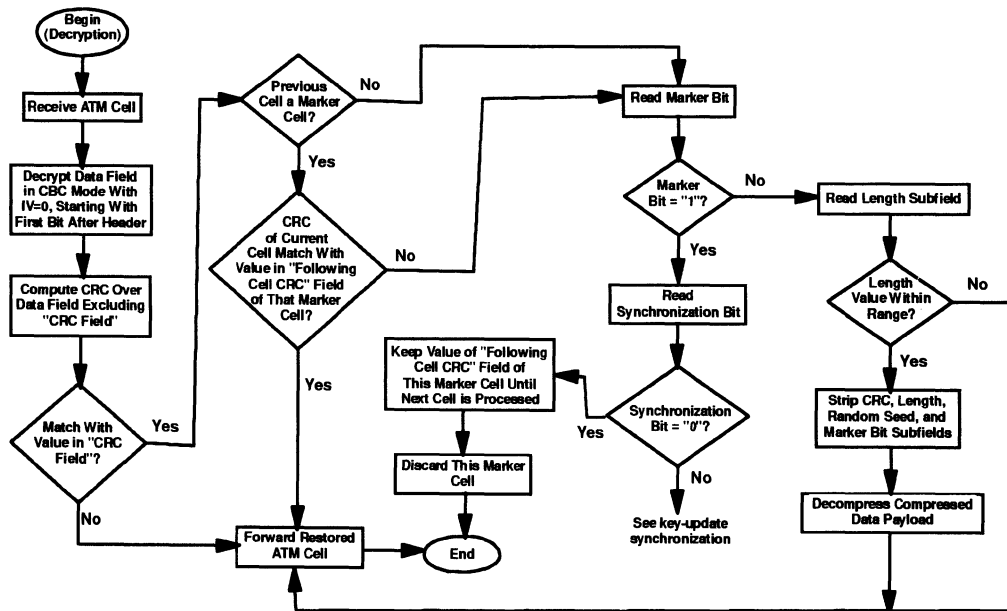 Begin
(Decryption)
Receive ATM Cell
Decrypt Data Field
in CBC Mode With
IV=0, Starting With
First Bit After Header
Compute CRC Over
Data Field Excluding
"CRC Field"
Match With
Value in "CRC
Field"?
Yes
No
Previous
Cell a Marker
Cell?
No
Yes
CRC
of Current
Cell Match With
Value in "Following
Cell CRC" Field
of That Marker
Cell?
No
Yes
Forward Restored
ATM Cell
End
Read Marker Bit
Marker
Bit = "1"?
No
Yes
Read
Synchronization Bit
Synchronization
Bit = "0"?
Yes
No
See key-update
synchronization
Keep Value of "Following
Cell CRC" Field of
This Marker Cell Until
Next Cell is Processed
Discard This Marker
Cell
Read Length Subfield
Length
Value Within
Range?
No
Yes
Strip CRC, Length,
Random Seed, and
Marker Bit Subfields
Decompress Compressed
Data Payload